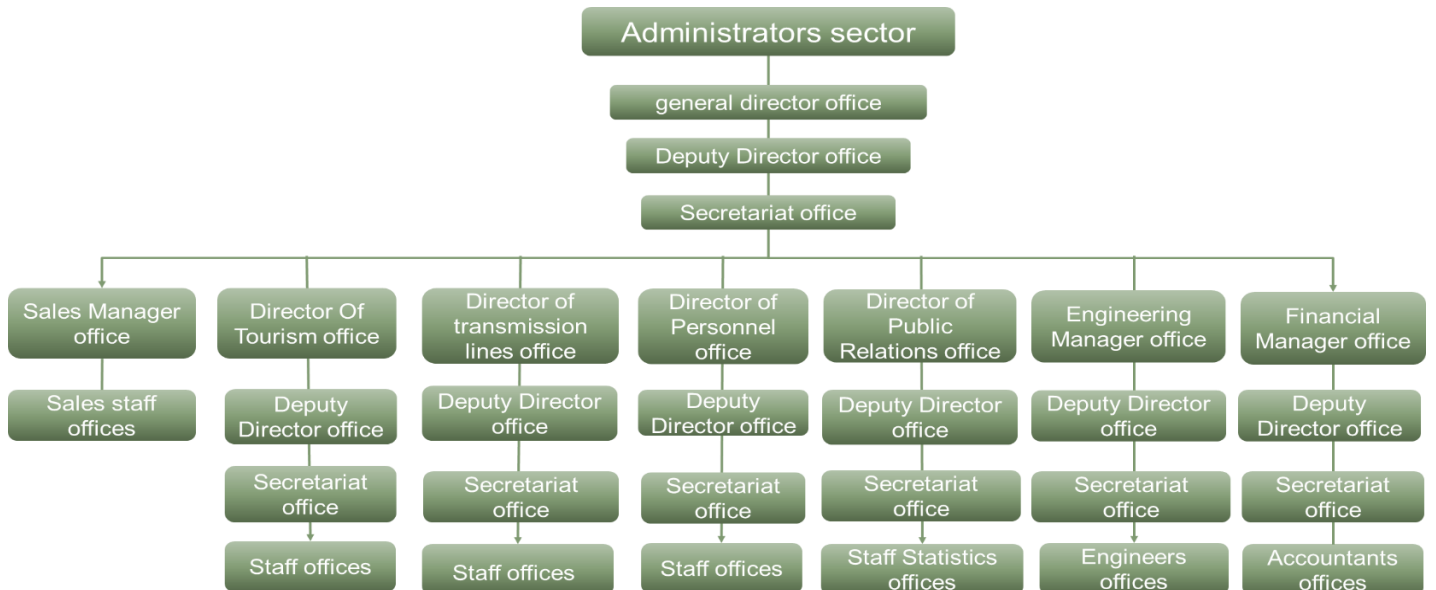 Administrators sector
general director office
Deputy Director office
Secretariat office
Sales Manager
office
Director Of
Tourism office
Director of
transmission
lines office
Director of
Personnel
office
Director of
Public
Relations office
Engineering
Manager office
Financial
Manager office
Sales staff
offices
Deputy
Director office
Deputy Director
office
Deputy
Director office
Deputy Director
office
Deputy Director
office
Deputy
Director office
Secretariat
office
Secretariat
office
Secretariat
office
Secretariat
office
Secretariat
office
Secretariat
office
Staff offices
Staff offices
Staff offices
Staff Statistics
offices
Engineers
offices
Accountants
offices